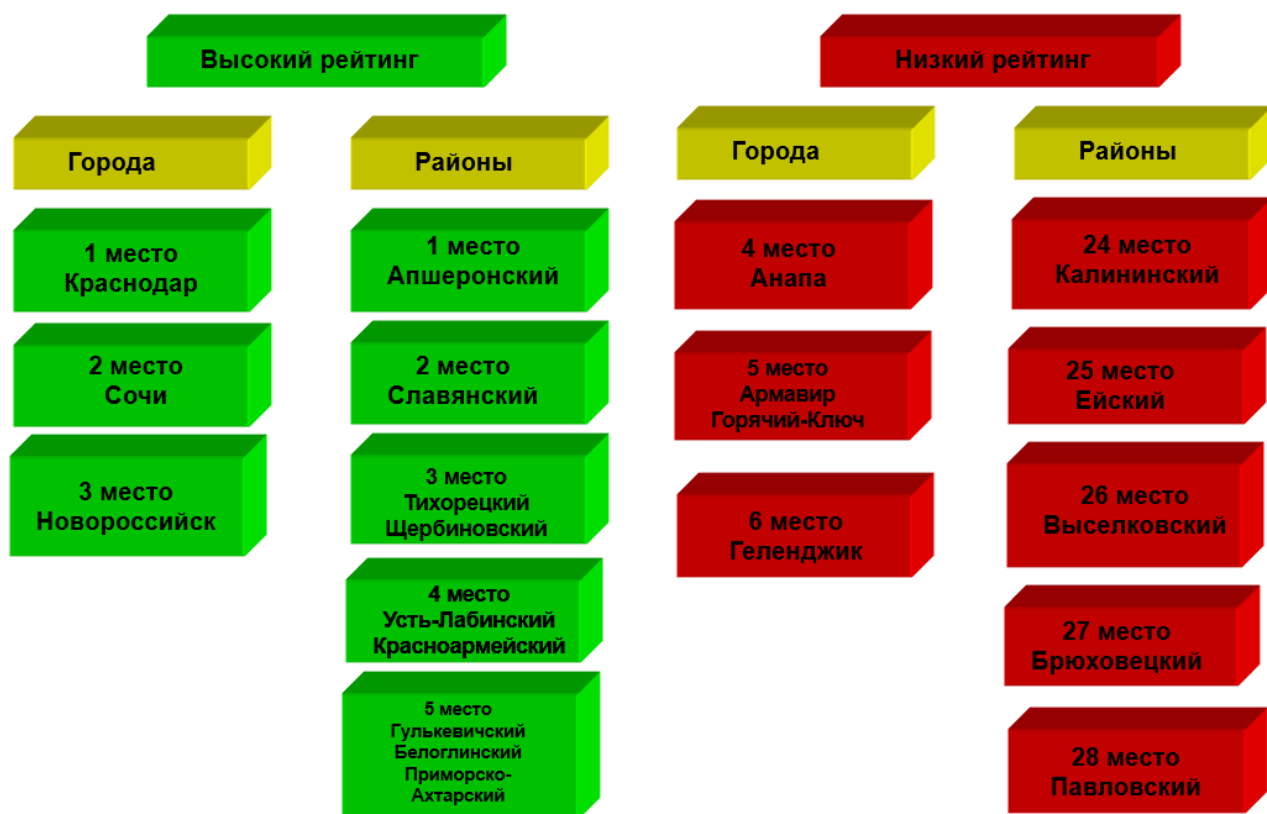 Высокий рейтинг
Города
1 место
Краснодар
2 место
Сочи
3 место
Новороссийск
Районы
1 место
Апшеронский
2 место
Славянский
3 место
Тихорецкий
Щербиновский
4 место
Усть-Лабинский
Красноармейский
5 место
Гулькевичский
Белоглинский
Приморско-
Ахтарский
Низкий рейтинг
Города
4 место
Анапа
5 место
Армавир
Горячий-Ключ
6 место
Геленджик
Районы
24 место
Калининский
25 место
Ейский
26 место
Выселковский
27 место
Брюховецкий
28 место
Павловский